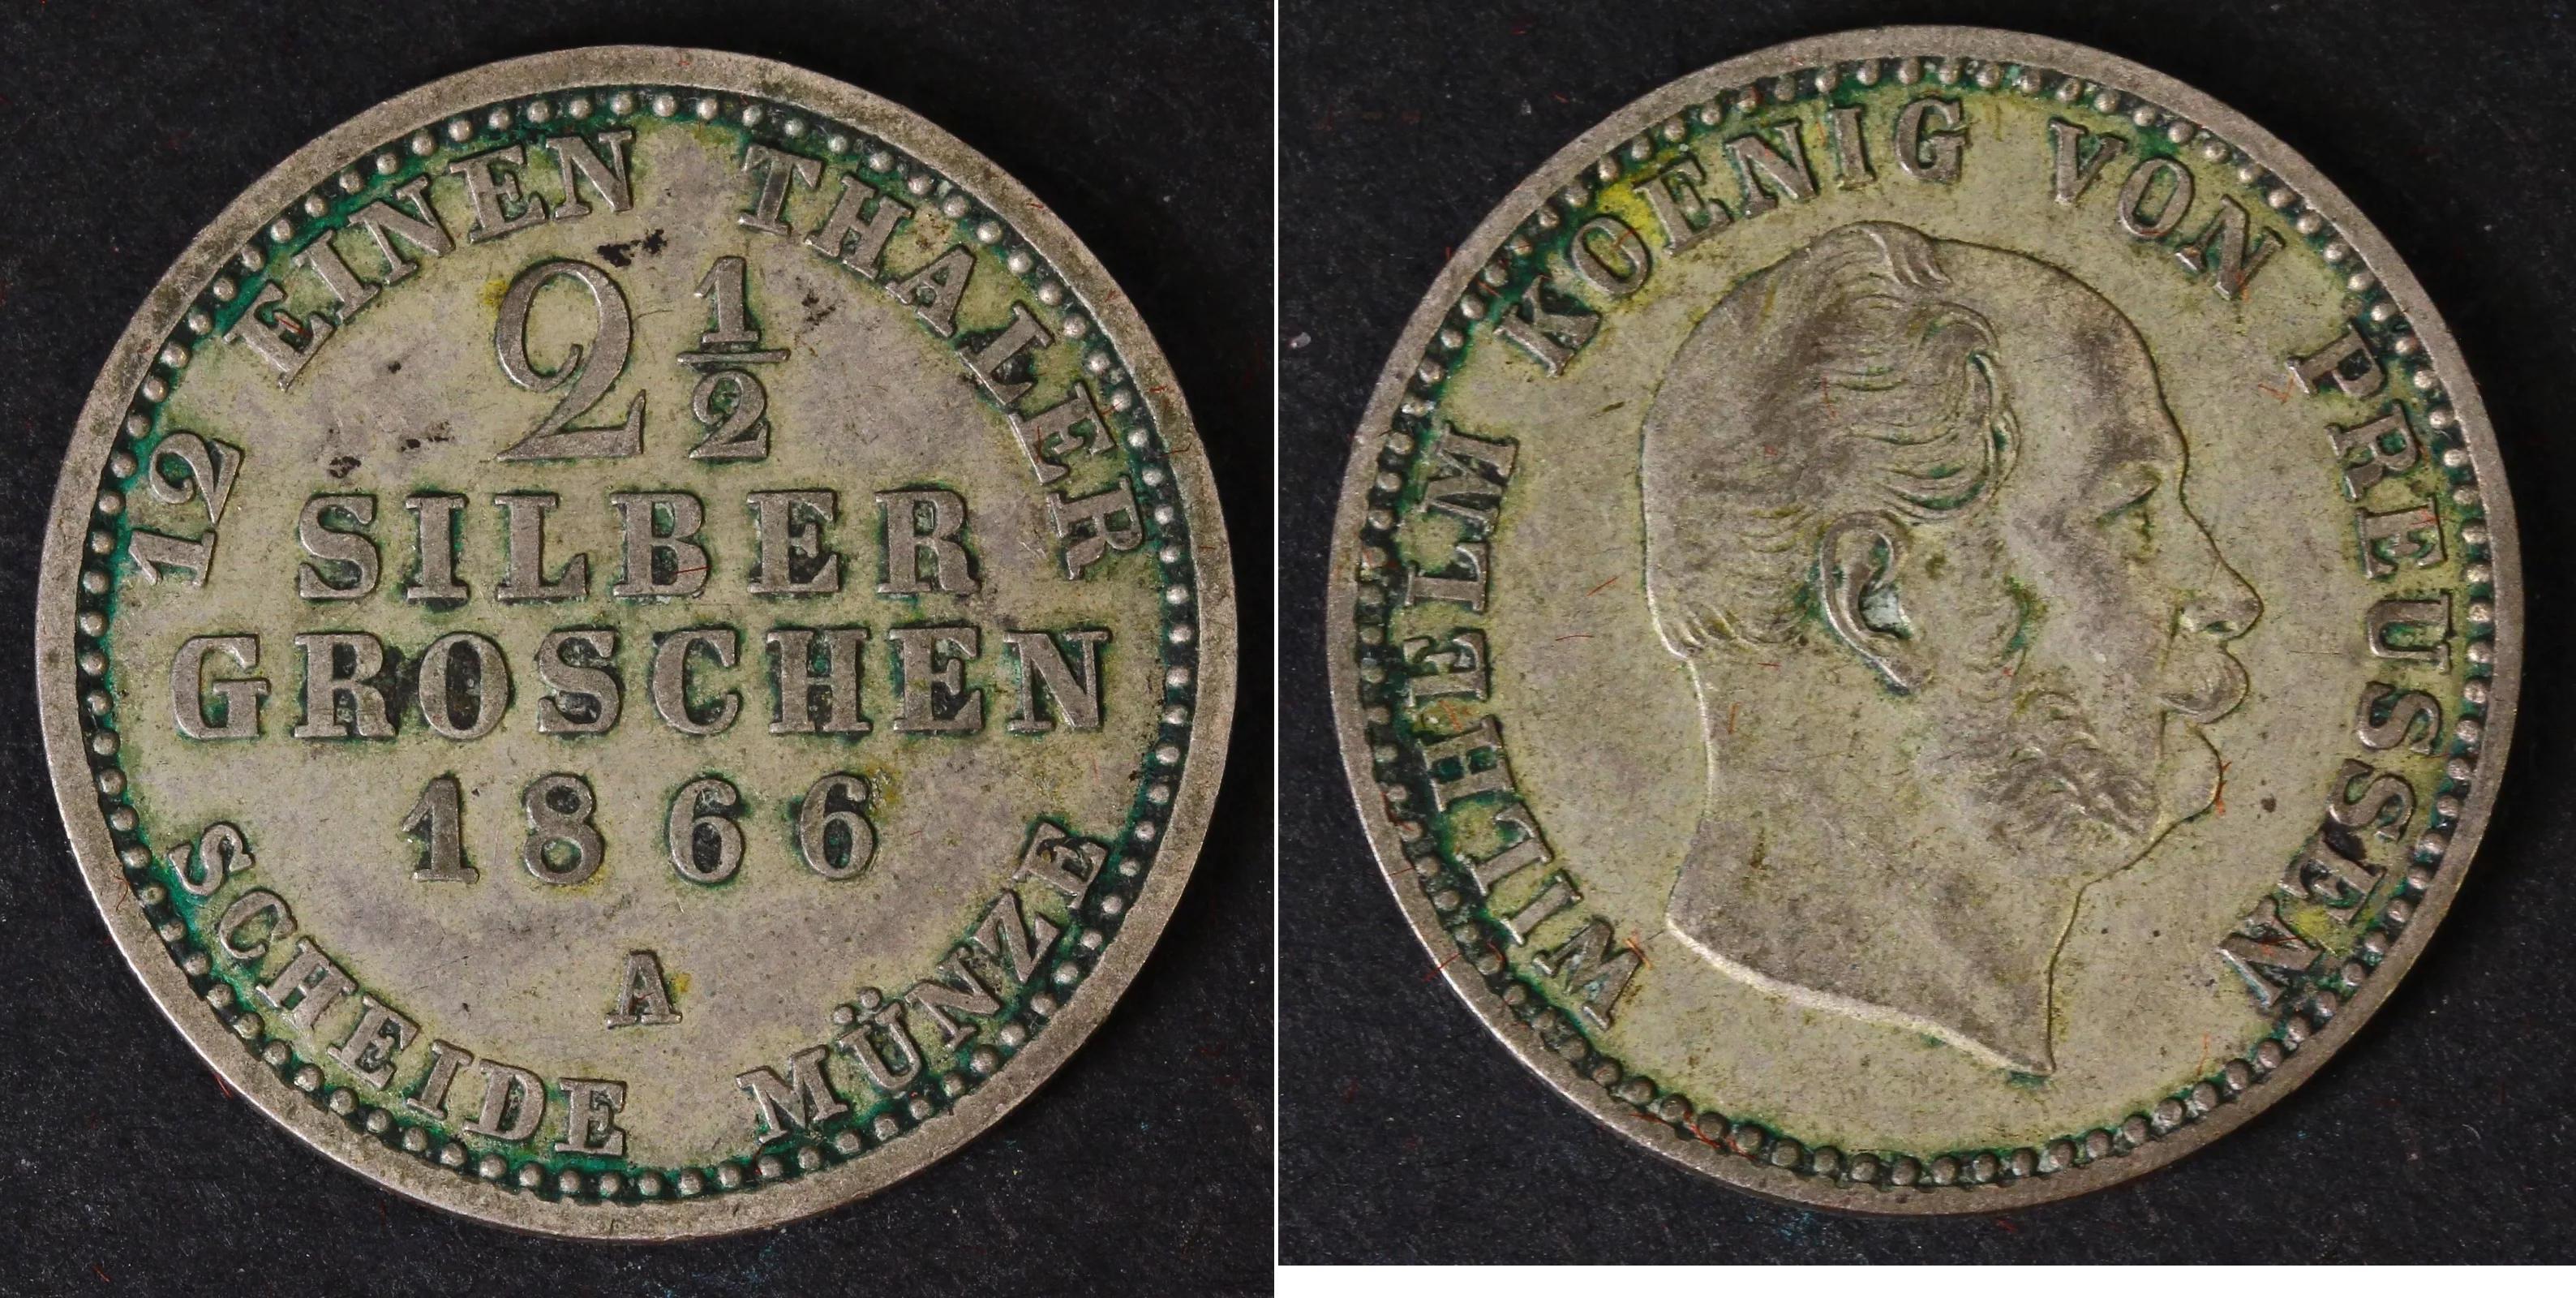 12 EINEN THALER
2 1/2
SILBER
GROSCHEN
1866
A
SCHEIDE MÜNZE
WILHELM KOENIG VON PREUSSEN